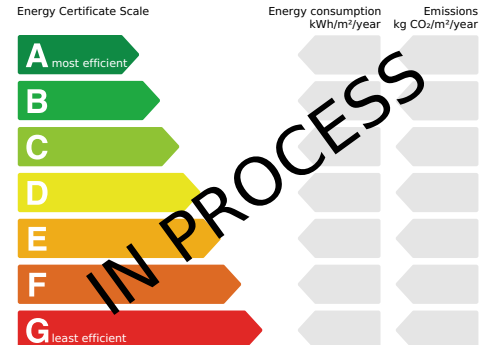 Energy Certificate Scale
Energy consumption
kWh/m²/year
Emissions
kg CO₂/m²/year
A most efficient
B
C
D
E
F
G least efficient
IN PROCESS